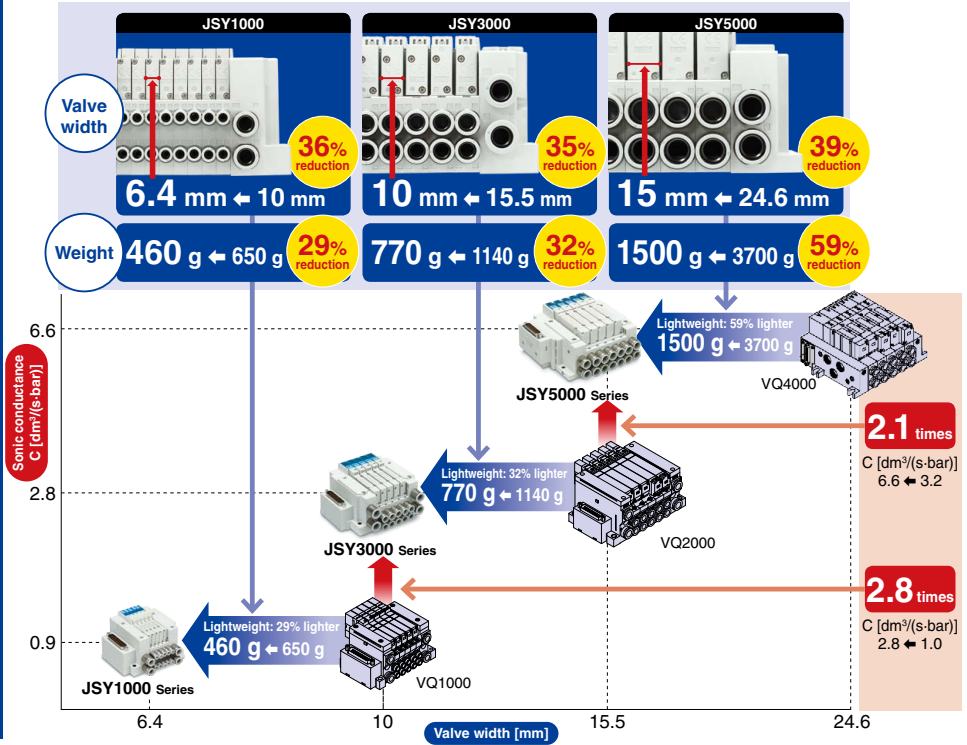 JSY1000
JSY3000
JSY5000
Valve
width
36%
reduction
35%
reduction
39%
reduction
6.4 mm ← 10 mm
10 mm ← 15.5 mm
15 mm ← 24.6 mm
Weight
460 g ← 650 g
29%
reduction
770 g ← 1140 g
32%
reduction
1500 g ← 3700 g
59%
reduction
Sonic conductance
C [dm³/(s·bar)]
6.6
Lightweight: 59% lighter
1500 g ← 3700 g
VQ4000
JSY5000 Series
2.1 times
C [dm³/(s·bar)]
6.6 ← 3.2
2.8
Lightweight: 32% lighter
770 g ← 1140 g
VQ2000
JSY3000 Series
2.8 times
C [dm³/(s·bar)]
2.8 ← 1.0
0.9
Lightweight: 29% lighter
460 g ← 650 g
VQ1000
JSY1000 Series
6.4
10
15.5
24.6
Valve width [mm]